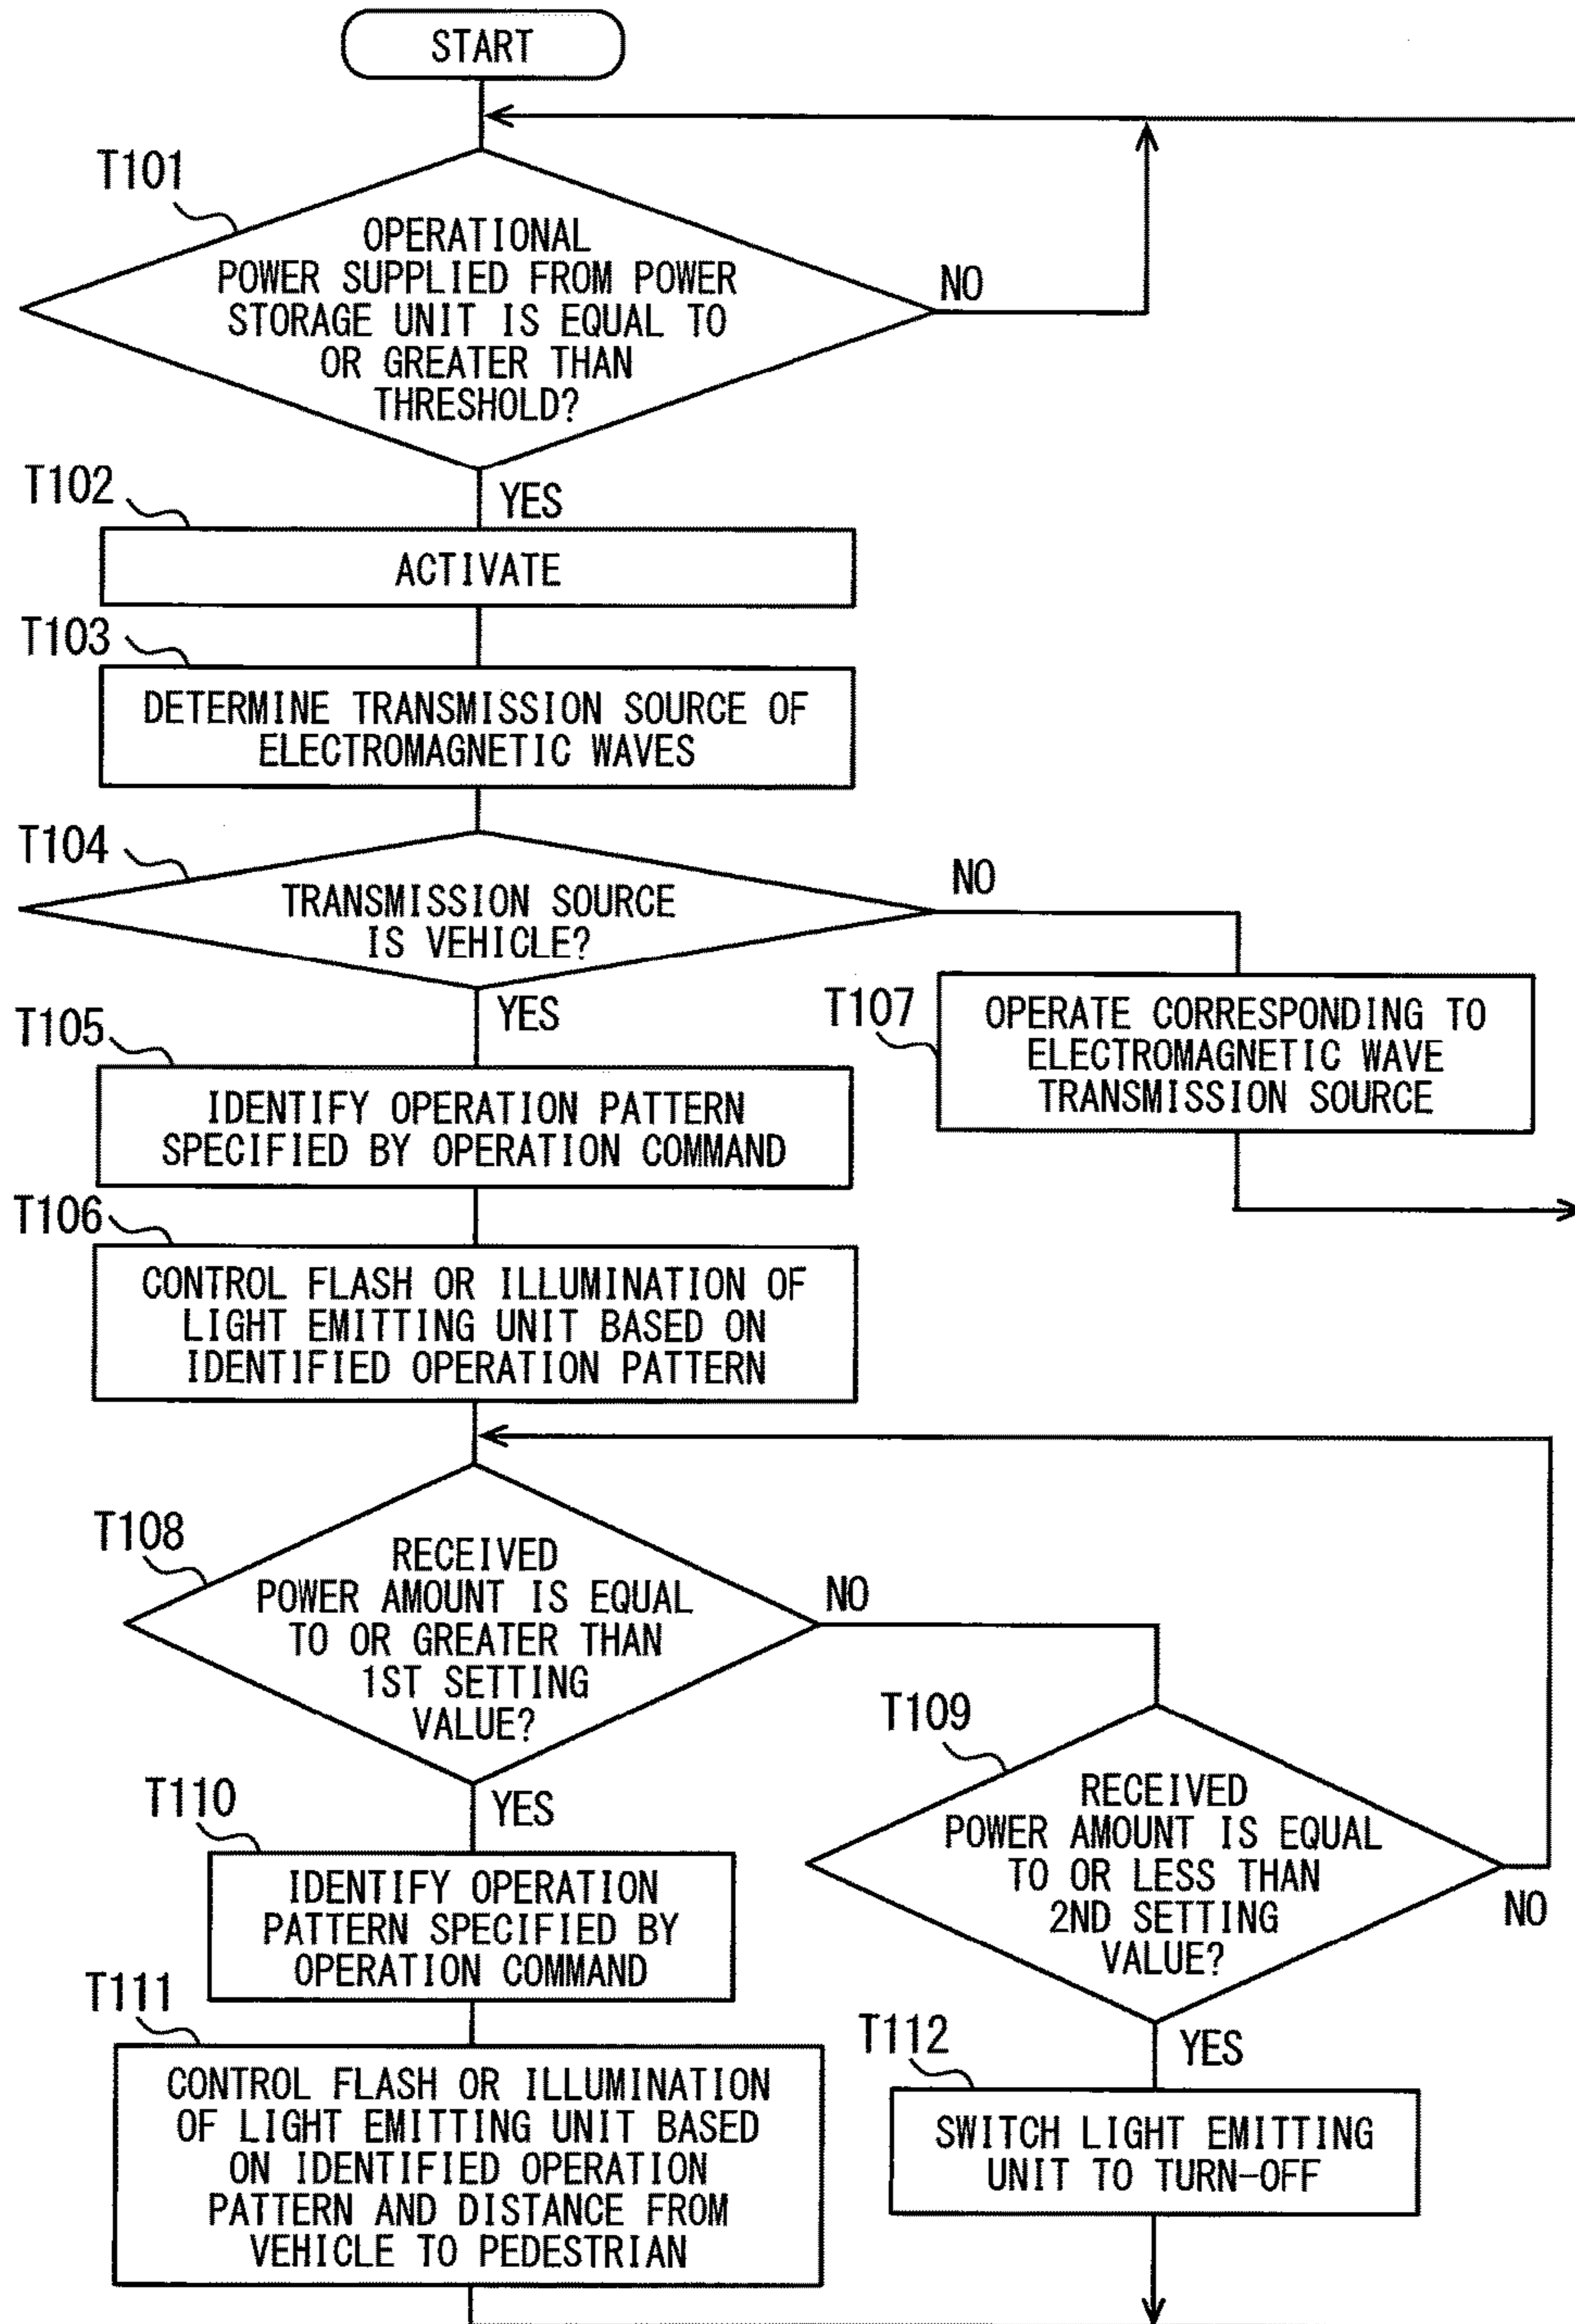 START
T101
OPERATIONAL
POWER SUPPLIED FROM POWER
STORAGE UNIT IS EQUAL TO
OR GREATER THAN
THRESHOLD?
NO
YES
T102
ACTIVATE
T103
DETERMINE TRANSMISSION SOURCE OF
ELECTROMAGNETIC WAVES
T104
TRANSMISSION SOURCE
IS VEHICLE?
NO
YES
T105
IDENTIFY OPERATION PATTERN
SPECIFIED BY OPERATION COMMAND
T107
OPERATE CORRESPONDING TO
ELECTROMAGNETIC WAVE
TRANSMISSION SOURCE
T106
CONTROL FLASH OR ILLUMINATION OF
LIGHT EMITTING UNIT BASED ON
IDENTIFIED OPERATION PATTERN
T108
RECEIVED
POWER AMOUNT IS EQUAL
TO OR GREATER THAN
1ST SETTING
VALUE?
NO
YES
T109
RECEIVED
POWER AMOUNT IS EQUAL
TO OR LESS THAN
2ND SETTING
VALUE?
NO
YES
T110
IDENTIFY OPERATION
PATTERN SPECIFIED BY
OPERATION COMMAND
T111
CONTROL FLASH OR ILLUMINATION
OF LIGHT EMITTING UNIT BASED
ON IDENTIFIED OPERATION
PATTERN AND DISTANCE FROM
VEHICLE TO PEDESTRIAN
T112
SWITCH LIGHT EMITTING
UNIT TO TURN-OFF